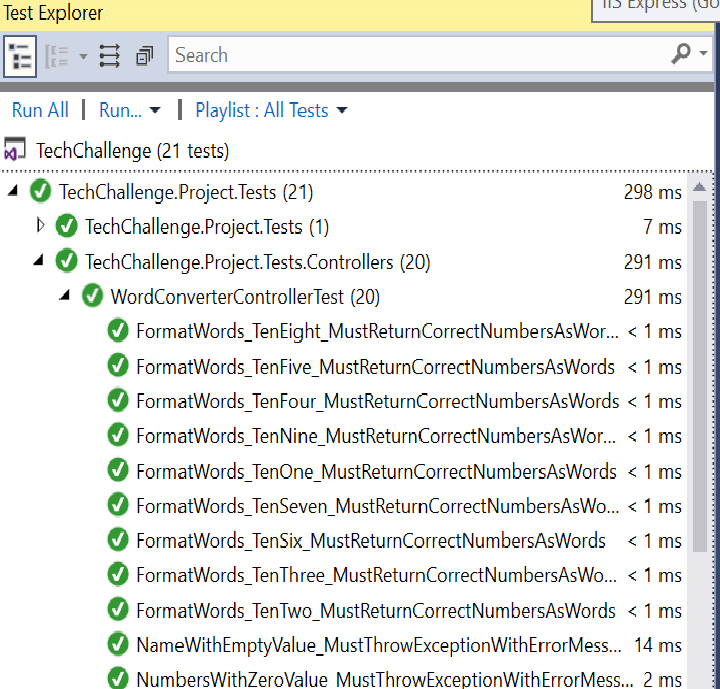 Test Explorer
IIS Express (Go
Search
Run All | Run... | Playlist : All Tests
TechChallenge (21 tests)
TechChallenge.Project.Tests (21) 298 ms
TechChallenge.Project.Tests (1) 7 ms
TechChallenge.Project.Tests.Controllers (20) 291 ms
WordConverterControllerTest (20) 291 ms
FormatWords_TenEight_MustReturnCorrectNumbersAsWor... < 1 ms
FormatWords_TenFive_MustReturnCorrectNumbersAsWords < 1 ms
FormatWords_TenFour_MustReturnCorrectNumbersAsWords < 1 ms
FormatWords_TenNine_MustReturnCorrectNumbersAsWor... < 1 ms
FormatWords_TenOne_MustReturnCorrectNumbersAsWords < 1 ms
FormatWords_TenSeven_MustReturnCorrectNumbersAsWo... < 1 ms
FormatWords_TenSix_MustReturnCorrectNumbersAsWords < 1 ms
FormatWords_TenThree_MustReturnCorrectNumbersAsWo... < 1 ms
FormatWords_TenTwo_MustReturnCorrectNumbersAsWords < 1 ms
NameWithEmptyValue_MustThrowExceptionWithErrorMess... 14 ms
NumbersWithZeroValue_MustThrowExceptionWithErrorMess... 2 ms